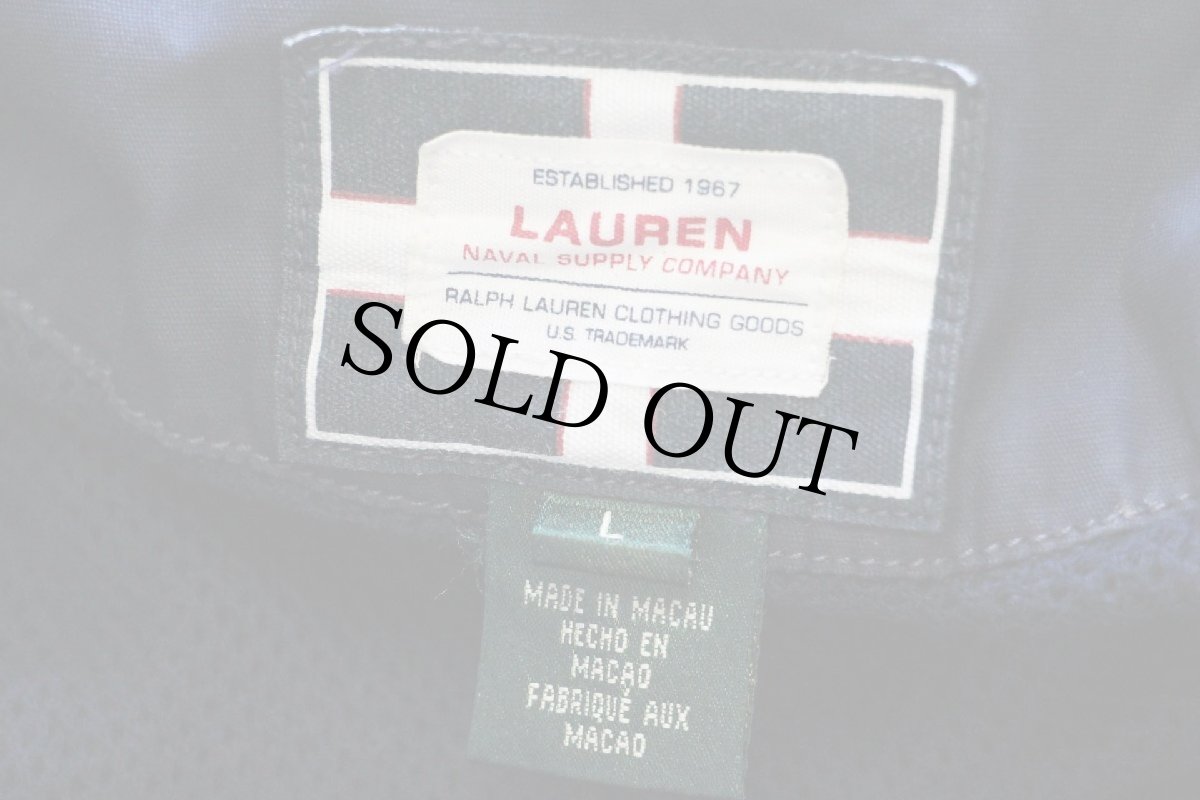 ESTABLISHED 1967
LAUREN
NAVAL SUPPLY COMPANY
RALPH LAUREN CLOTHING GOODS
U.S. TRADEMARK
SOLD OUT
L
MADE IN MACAU
HECHO EN
MACAO
FABRIQUÊ AUX
MACAO